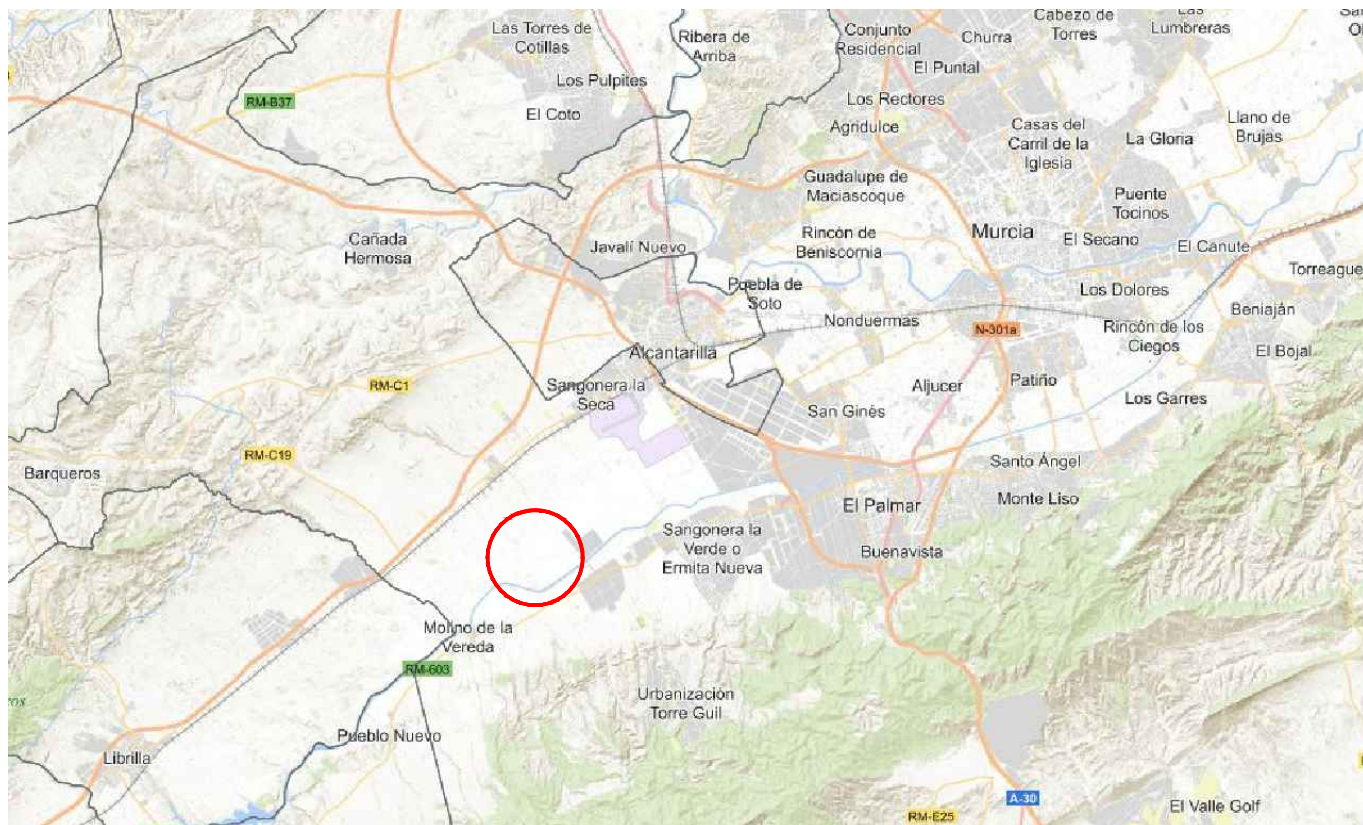 Las Torres de
Cotillas
Ribera de
Arriba
Conjunto
Residencial
Churra
Cabezo de
Torres
Lumbreras
El Puntal
Los Pulpites
RM-B37
El Coto
Los Rectores
Agridulce
Casas del
Carril de la
Iglesia
La Gloria
Llano de
Brujas
Guadalupe de
Maciascoque
Puente
Tocinos
Cañada
Hermosa
Javalí Nuevo
Rincón de
Beniscornia
Murcia
El Secano
El Canute
Torreague
Puebla de
Soto
Los Dolores
Beniaján
Nonduermas
N-301a
Rincón de los
Ciegos
El Bojal
Alcantarilla
RM-C1
Sangonera la
Seca
San Ginés
Aljucer
Patiño
Los Garres
RM-C19
Barqueros
Santo Ángel
Monte Liso
El Palmar
Sangonera la
Verde o
Ermita Nueva
Buenavista
Molino de la
Vereda
RM-603
Urbanización
Torre Guil
Pueblo Nuevo
Librilla
A-30
RM-E25
El Valle Golf